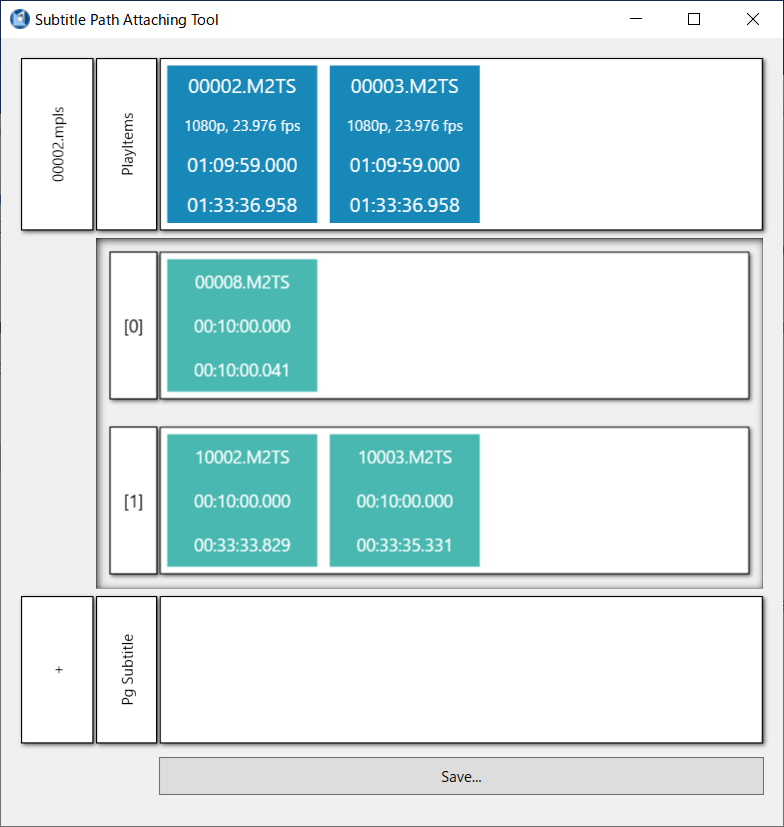 Subtitle Path Attaching Tool
00002.mpls
PlayItems
00002.M2TS
1080p, 23.976 fps
01:09:59.000
01:33:36.958
00003.M2TS
1080p, 23.976 fps
01:09:59.000
01:33:36.958
[0]
00008.M2TS
00:10:00.000
00:10:00.041
[1]
10002.M2TS
00:10:00.000
00:33:33.829
10003.M2TS
00:10:00.000
00:33:35.331
+
Pg Subtitle
Save...